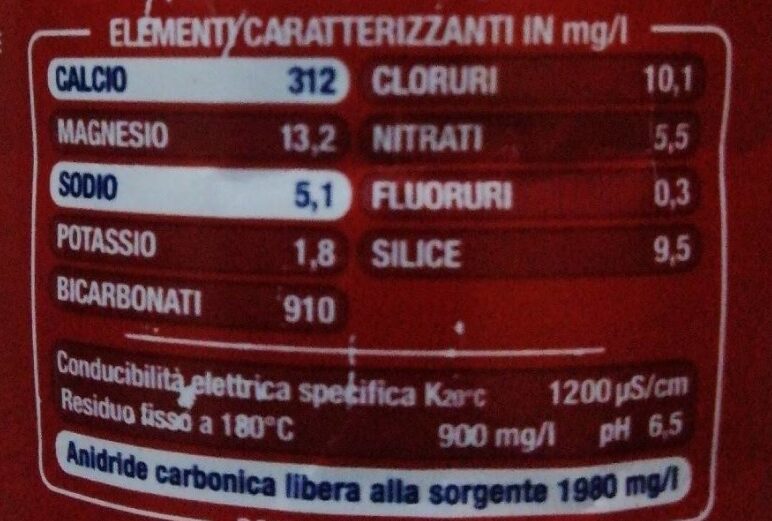 ELEMENTI CARATTERIZZANTI IN mg/l
CALCIO 312 CLORURI 10,1
MAGNESIO 13,2 NITRATI 5,5
SODIO 5,1 FLUORURI 0,3
POTASSIO 1,8 SILICE 9,5
BICARBONATI 910
Conducibilità elettrica specifica K20°C 1200 µS/cm
Residuo fisso a 180°C 900 mg/l pH 6,5
Anidride carbonica libera alla sorgente 1980 mg/l